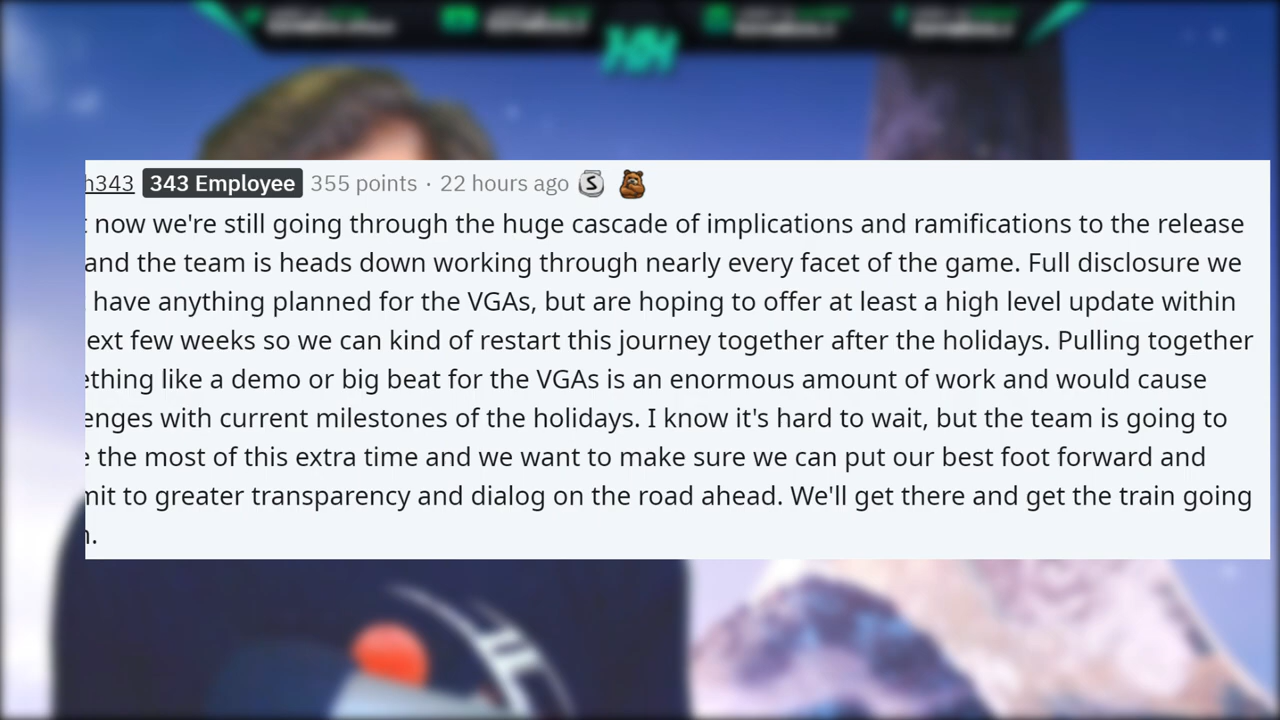 HH
h343 343 Employee 355 points · 22 hours ago S
now we're still going through the huge cascade of implications and ramifications to the release
and the team is heads down working through nearly every facet of the game. Full disclosure we
have anything planned for the VGAs, but are hoping to offer at least a high level update within
ext few weeks so we can kind of restart this journey together after the holidays. Pulling together
ething like a demo or big beat for the VGAs is an enormous amount of work and would cause
enges with current milestones of the holidays. I know it's hard to wait, but the team is going to
e the most of this extra time and we want to make sure we can put our best foot forward and
mit to greater transparency and dialog on the road ahead. We'll get there and get the train going
n.